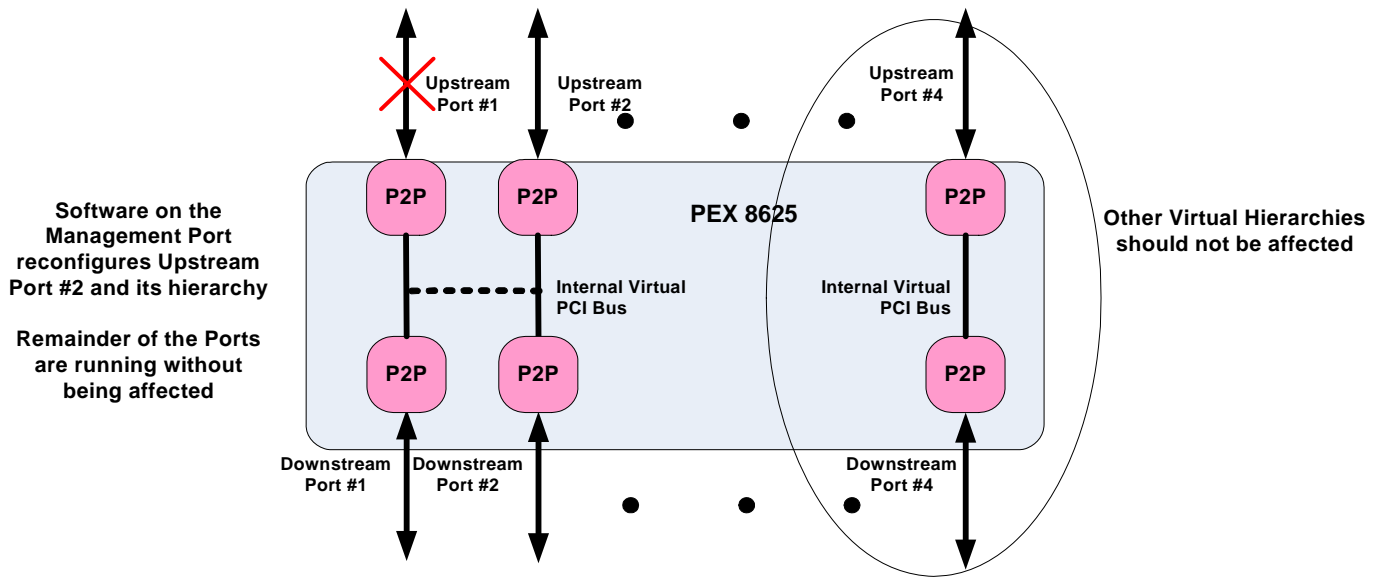 Upstream
Port #1
Upstream
Port #2
Upstream
Port #4
P2P
P2P
P2P
PEX 8625
Software on the
Management Port
reconfigures Upstream
Port #2 and its hierarchy
Remainder of the Ports
are running without
being affected
Other Virtual Hierarchies
should not be affected
Internal Virtual
PCI Bus
Internal Virtual
PCI Bus
P2P
P2P
P2P
Downstream
Port #1
Downstream
Port #2
Downstream
Port #4